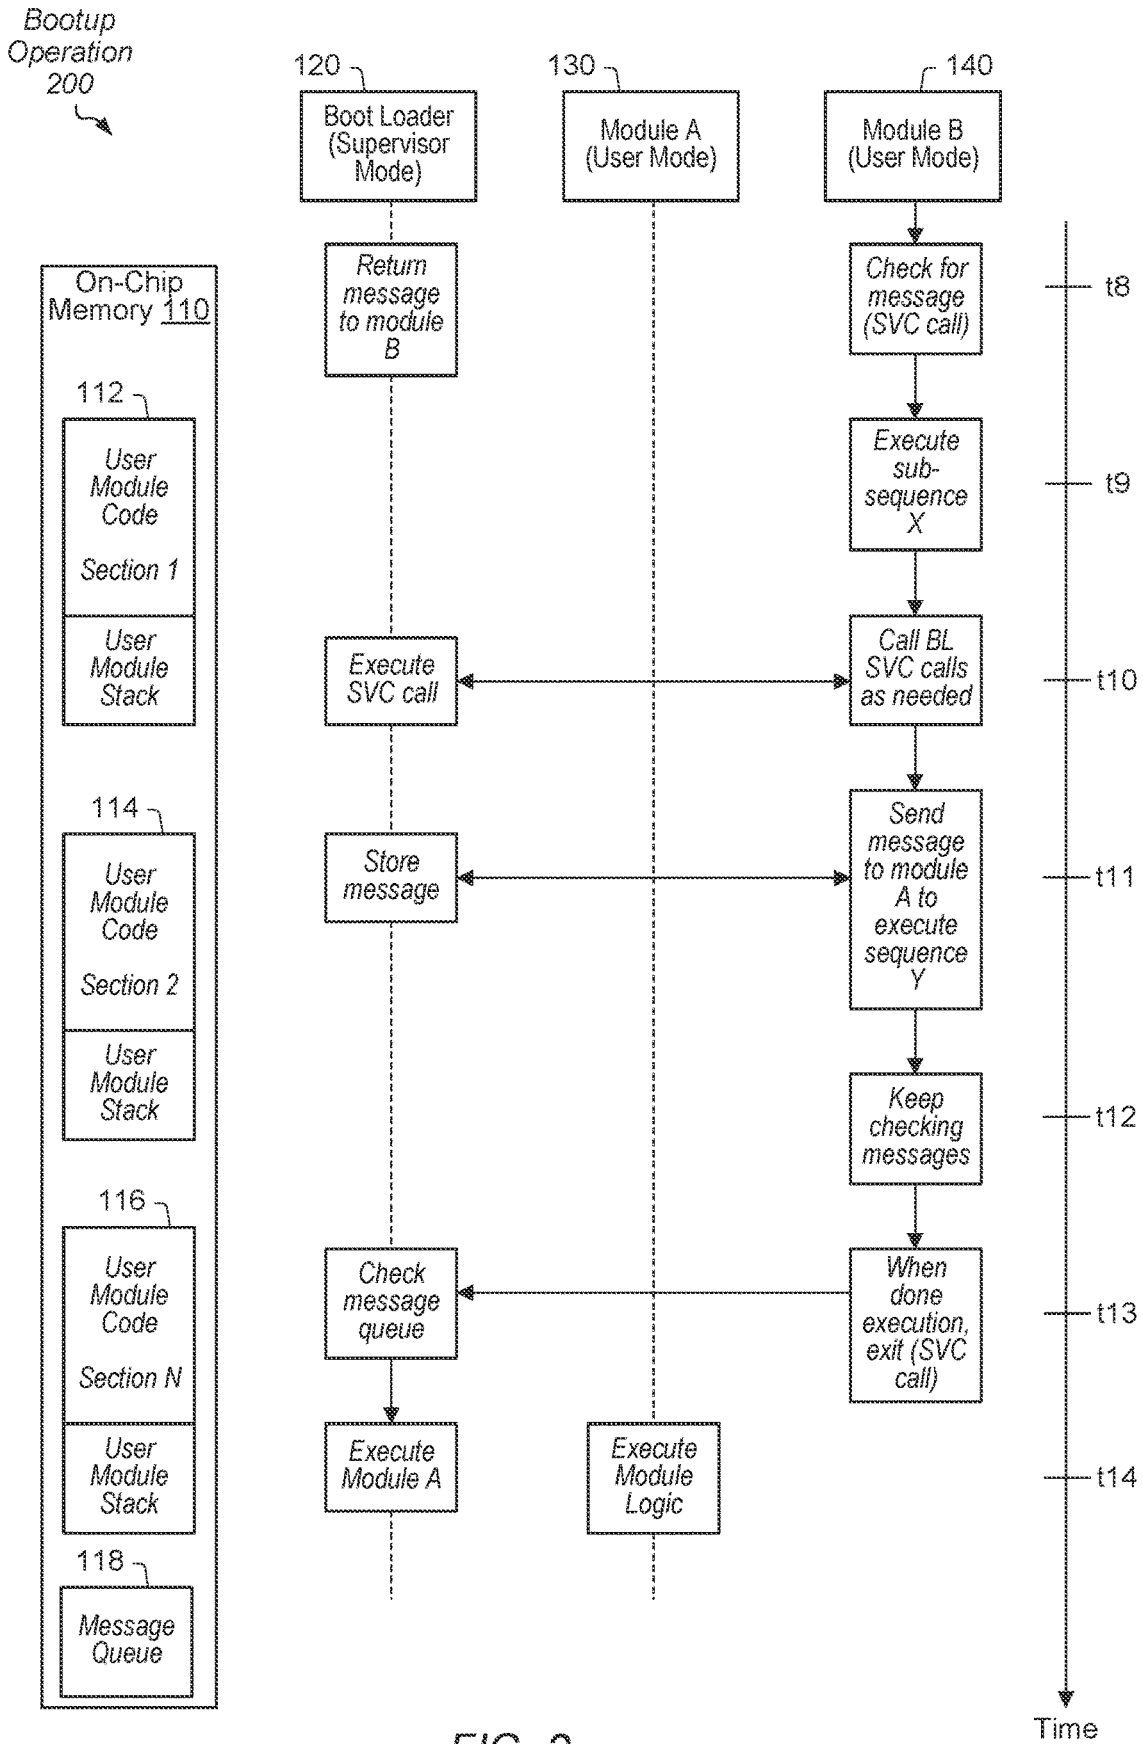 Bootup
Operation
200
120
130
140
Boot Loader
(Supervisor
Mode)
Module A
(User Mode)
Module B
(User Mode)
On-Chip
Memory 110
112
User
Module
Code
Section 1
User
Module
Stack
114
User
Module
Code
Section 2
User
Module
Stack
116
User
Module
Code
Section N
User
Module
Stack
118
Message
Queue
Return
message
to module
B
Check for
message
(SVC call)
t8
Execute
sub-
sequence
X
t9
Execute
SVC call
Call BL
SVC calls
as needed
t10
Store
message
Send
message
to module
A to
execute
sequence
Y
t11
Keep
checking
messages
t12
Check
message
queue
When
done
execution,
exit (SVC
call)
t13
Execute
Module A
Execute
Module
Logic
t14
Time
FIG.